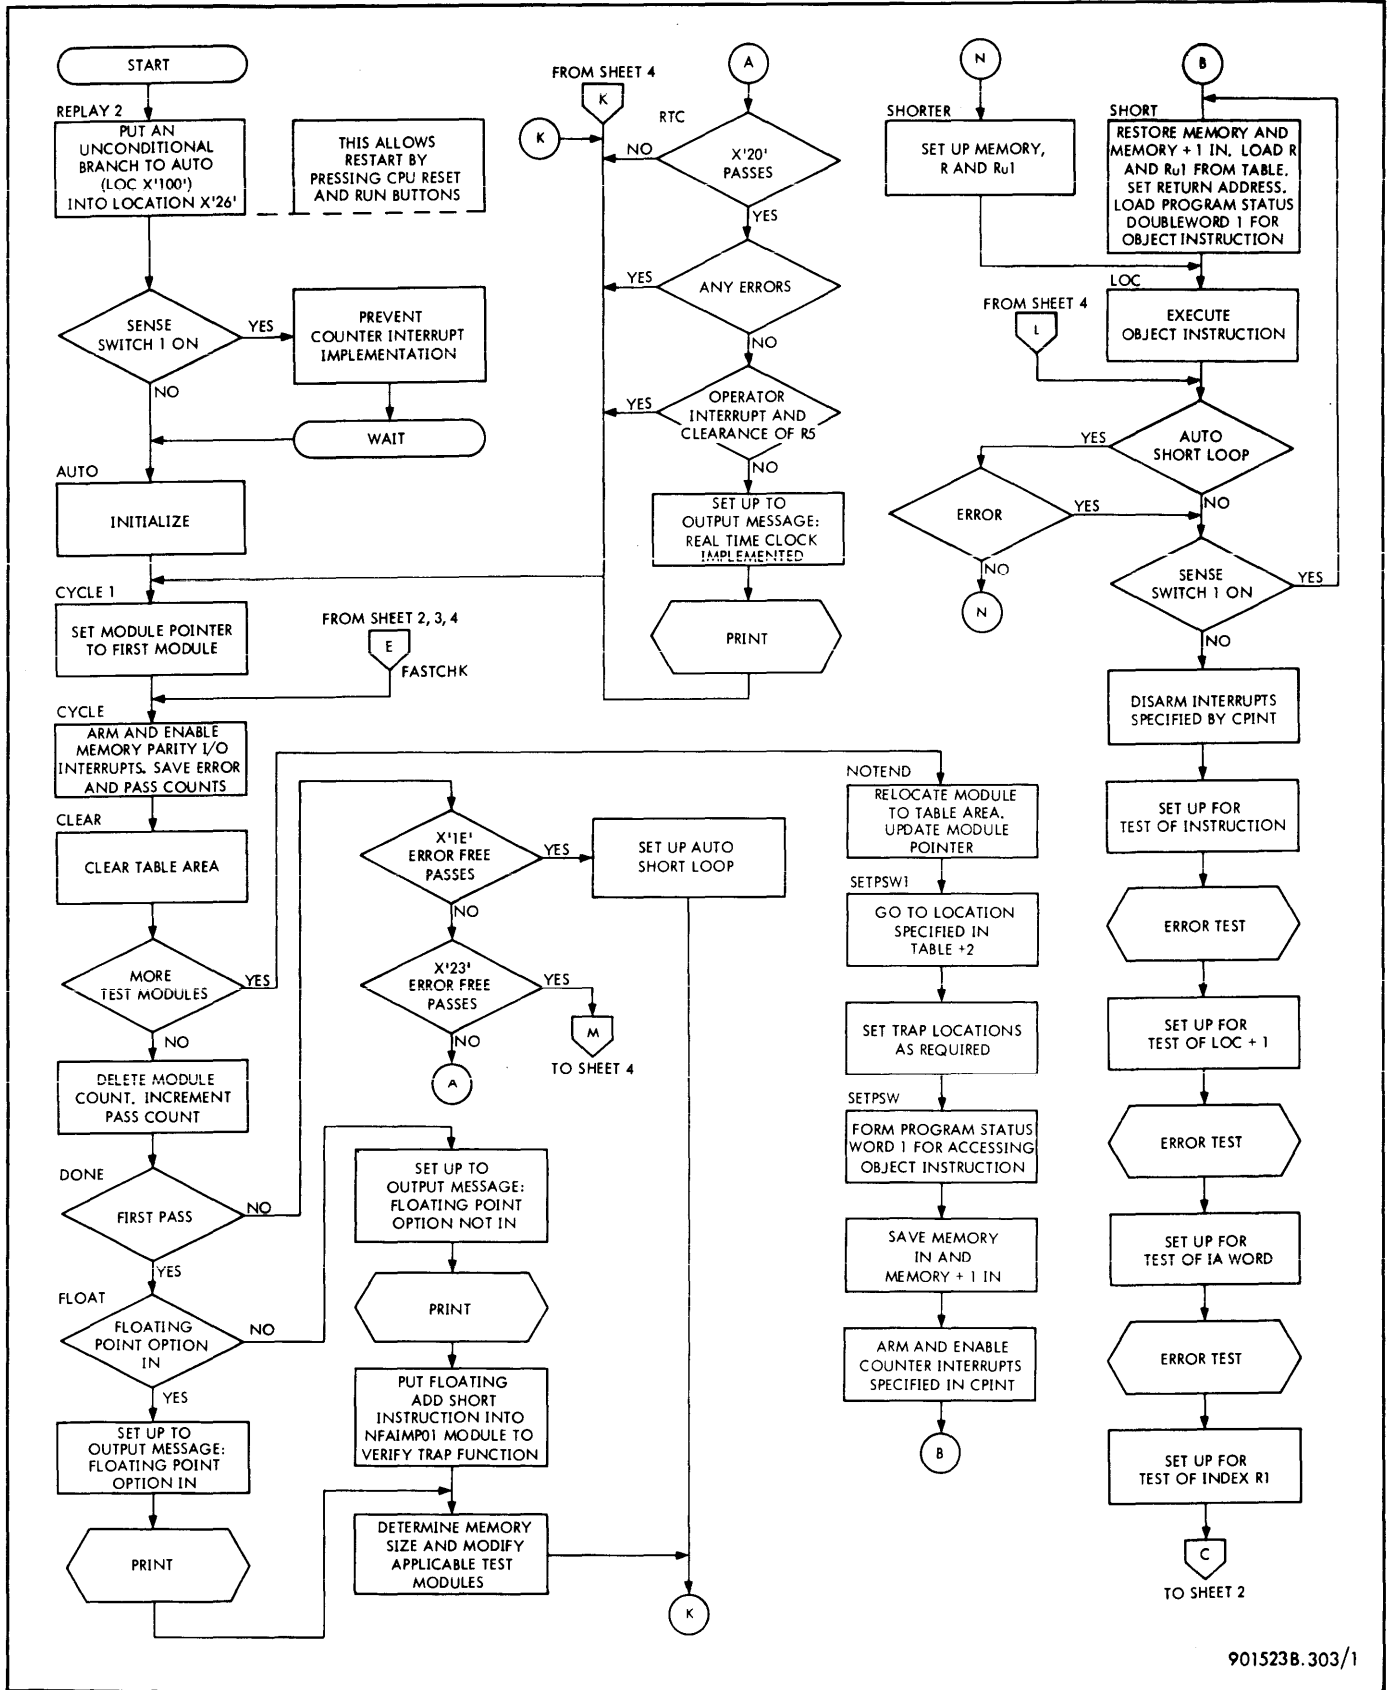 START
REPLAY 2
PUT AN
UNCONDITIONAL
BRANCH TO AUTO
(LOC X'100')
INTO LOCATION X'26'
THIS ALLOWS
RESTART BY
PRESSING CPU RESET
AND RUN BUTTONS
SENSE
SWITCH 1 ON
YES
NO
PREVENT
COUNTER INTERRUPT
IMPLEMENTATION
WAIT
AUTO
INITIALIZE
CYCLE 1
SET MODULE POINTER
TO FIRST MODULE
FROM SHEET 2, 3, 4
E
FASTCHK
CYCLE
ARM AND ENABLE
MEMORY PARITY I/O
INTERRUPTS. SAVE ERROR
AND PASS COUNTS
CLEAR
CLEAR TABLE AREA
MORE
TEST MODULES
YES
NO
DELETE MODULE
COUNT. INCREMENT
PASS COUNT
DONE
FIRST PASS
NO
YES
FLOAT
FLOATING
POINT OPTION
IN
NO
YES
SET UP TO
OUTPUT MESSAGE:
FLOATING POINT
OPTION IN
PRINT
X'1E'
ERROR FREE
PASSES
YES
NO
SET UP AUTO
SHORT LOOP
X'23'
ERROR FREE
PASSES
YES
NO
M
TO SHEET 4
A
SET UP TO
OUTPUT MESSAGE:
FLOATING POINT
OPTION NOT IN
PRINT
PUT FLOATING
ADD SHORT
INSTRUCTION INTO
NFAIMP01 MODULE TO
VERIFY TRAP FUNCTION
DETERMINE MEMORY
SIZE AND MODIFY
APPLICABLE TEST
MODULES
K
FROM SHEET 4
K
K
A
RTC
X'20'
PASSES
NO
YES
ANY ERRORS
YES
NO
OPERATOR
INTERRUPT AND
CLEARANCE OF R5
YES
NO
SET UP TO
OUTPUT MESSAGE:
REAL TIME CLOCK
IMPLEMENTED
PRINT
NOTEND
RELOCATE MODULE
TO TABLE AREA.
UPDATE MODULE
POINTER
SETPSW1
GO TO LOCATION
SPECIFIED IN
TABLE +2
SET TRAP LOCATIONS
AS REQUIRED
SETPSW
FORM PROGRAM STATUS
WORD 1 FOR ACCESSING
OBJECT INSTRUCTION
SAVE MEMORY
IN AND
MEMORY + 1 IN
ARM AND ENABLE
COUNTER INTERRUPTS
SPECIFIED IN CPINT
B
N
SHORTER
SET UP MEMORY,
R AND Ru1
B
SHORT
RESTORE MEMORY AND
MEMORY + 1 IN. LOAD R
AND Ru1 FROM TABLE.
SET RETURN ADDRESS.
LOAD PROGRAM STATUS
DOUBLEWORD 1 FOR
OBJECT INSTRUCTION
LOC
EXECUTE
OBJECT INSTRUCTION
FROM SHEET 4
L
AUTO
SHORT LOOP
YES
NO
ERROR
YES
NO
N
SENSE
SWITCH 1 ON
YES
NO
DISARM INTERRUPTS
SPECIFIED BY CPINT
SET UP FOR
TEST OF INSTRUCTION
ERROR TEST
SET UP FOR
TEST OF LOC + 1
ERROR TEST
SET UP FOR
TEST OF IA WORD
ERROR TEST
SET UP FOR
TEST OF INDEX R1
C
TO SHEET 2
901523B.303/1